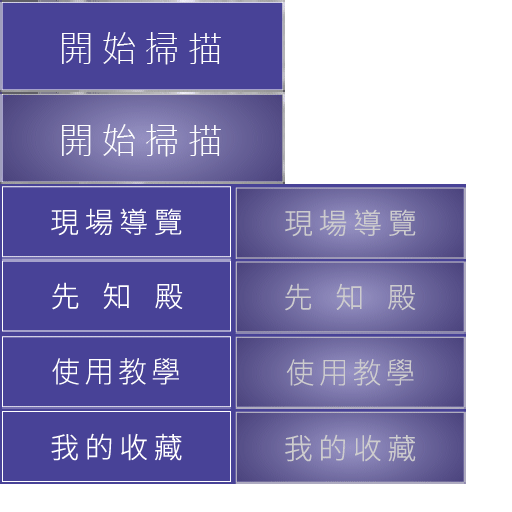 開始掃描
開始掃描
現場導覽 現場導覽
先知殿 先知殿
使用教學 使用教學
我的收藏 我的收藏